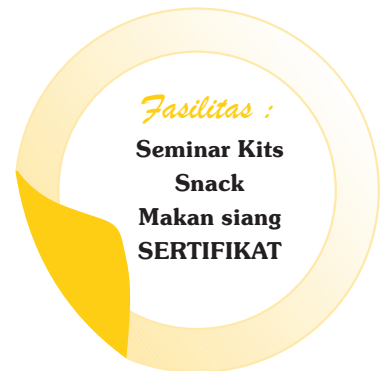 Fasilitas :
Seminar Kits
Snack
Makan siang
SERTIFIKAT